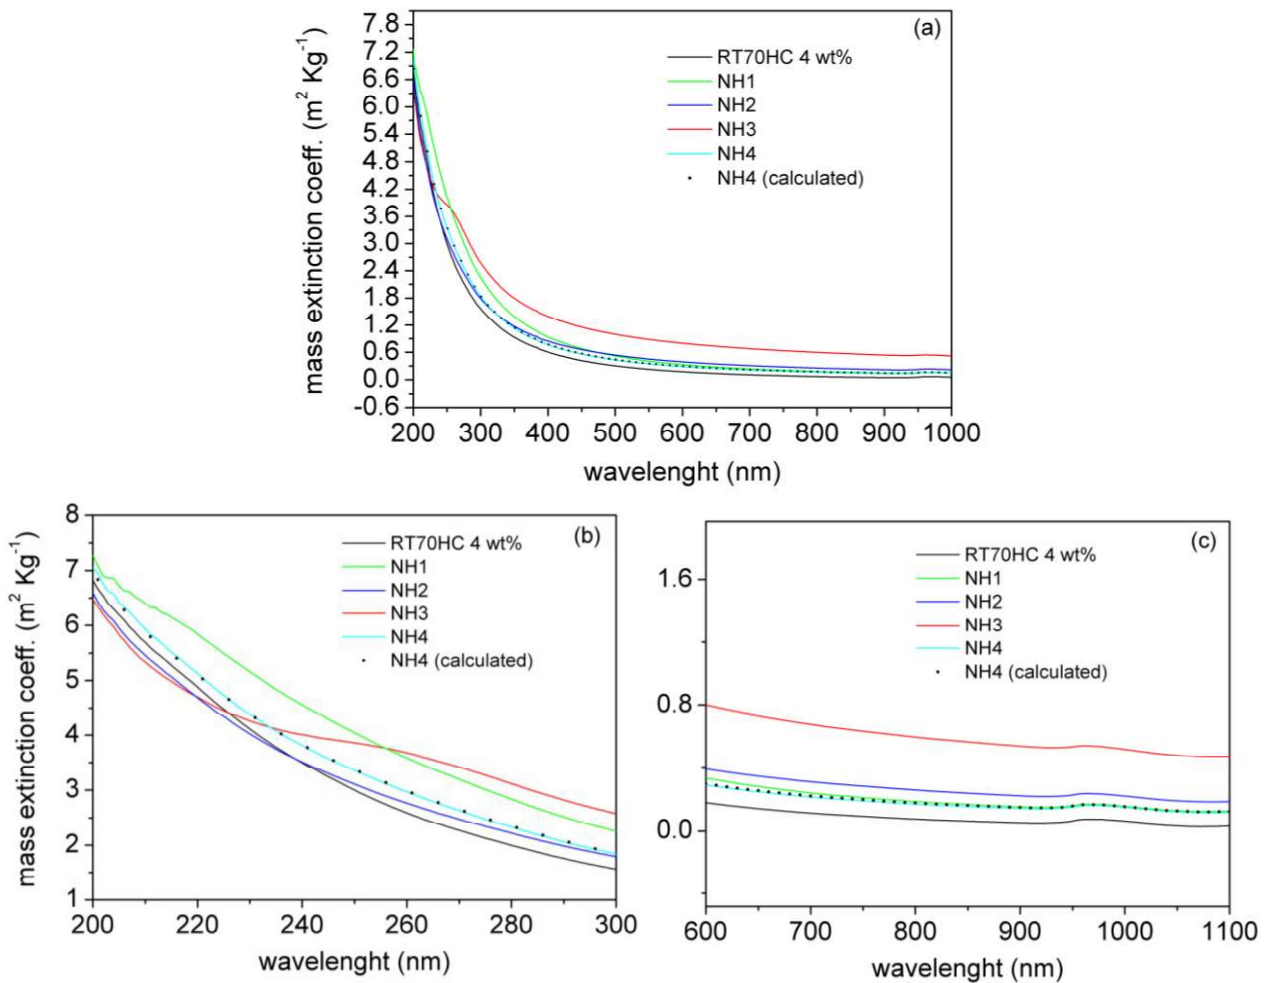 (a)
7.8
7.2
6.6
6.0
5.4
4.8
4.2
3.6
3.0
2.4
1.8
1.2
0.6
0.0
-0.6
mass extinction coeff. (m² Kg⁻¹)
RT70HC 4 wt%
NH1
NH2
NH3
NH4
NH4 (calculated)
200 300 400 500 600 700 800 900 1000
wavelenght (nm)
(b)
8
7
6
5
4
3
2
1
mass extinction coeff. (m² Kg⁻¹)
RT70HC 4 wt%
NH1
NH2
NH3
NH4
NH4 (calculated)
200 220 240 260 280 300
wavelenght (nm)
(c)
1.6
0.8
0.0
RT70HC 4 wt%
NH1
NH2
NH3
NH4
NH4 (calculated)
600 700 800 900 1000 1100
wavelenght (nm)